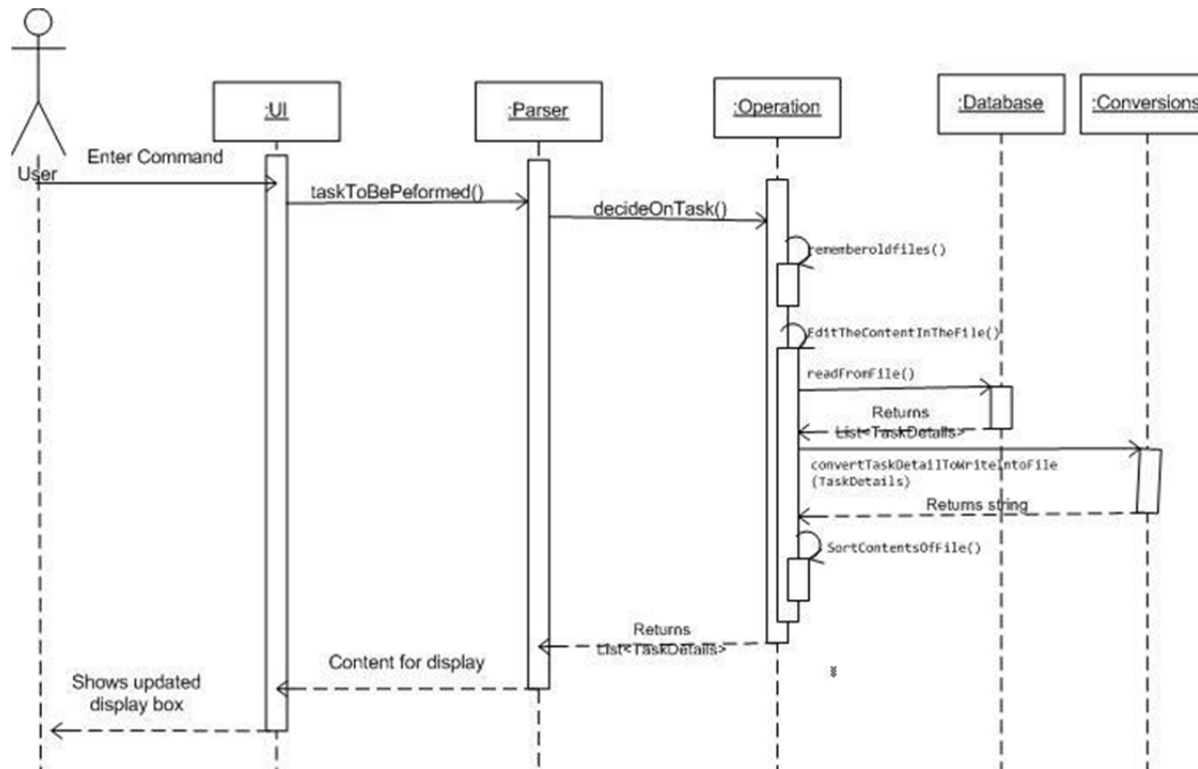 :UI
:Parser
:Operation
:Database
:Conversions
User
Enter Command
taskToBePeformed()
decideOnTask()
rememberoldfiles()
EditTheContentInTheFile()
readFromFile()
Returns
List<TaskDetails>
convertTaskDetailToWriteIntoFile
(TaskDetails)
Returns string
SortContentsOfFile()
Returns
List<TaskDetails>
Content for display
Shows updated
display box